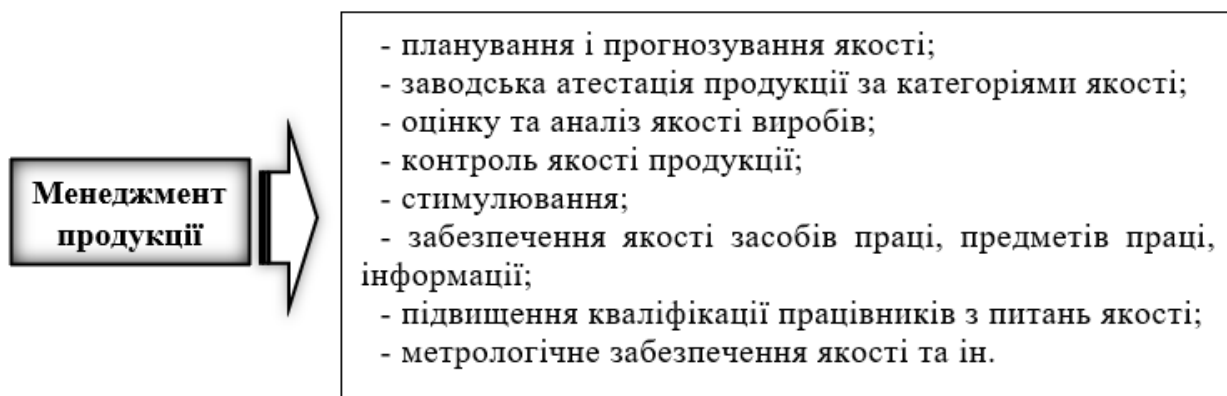 Менеджмент
продукції
- планування і прогнозування якості;
- заводська атестація продукції за категоріями якості;
- оцінку та аналіз якості виробів;
- контроль якості продукції;
- стимулювання;
- забезпечення якості засобів праці, предметів праці,
інформації;
- підвищення кваліфікації працівників з питань якості;
- метрологічне забезпечення якості та ін.